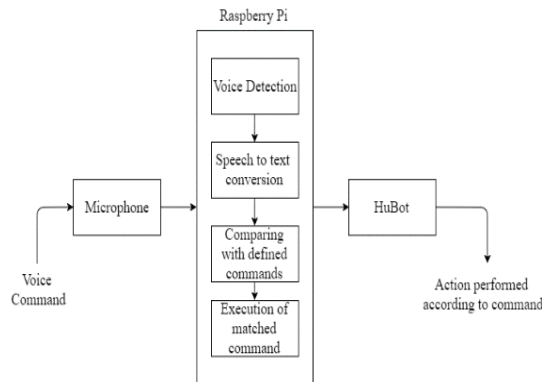 Raspberry Pi
Voice Detection
Speech to text
conversion
Microphone
HuBot
Comparing
with defined
commands
Voice
Command
Execution of
matched
command
Action performed
according to command